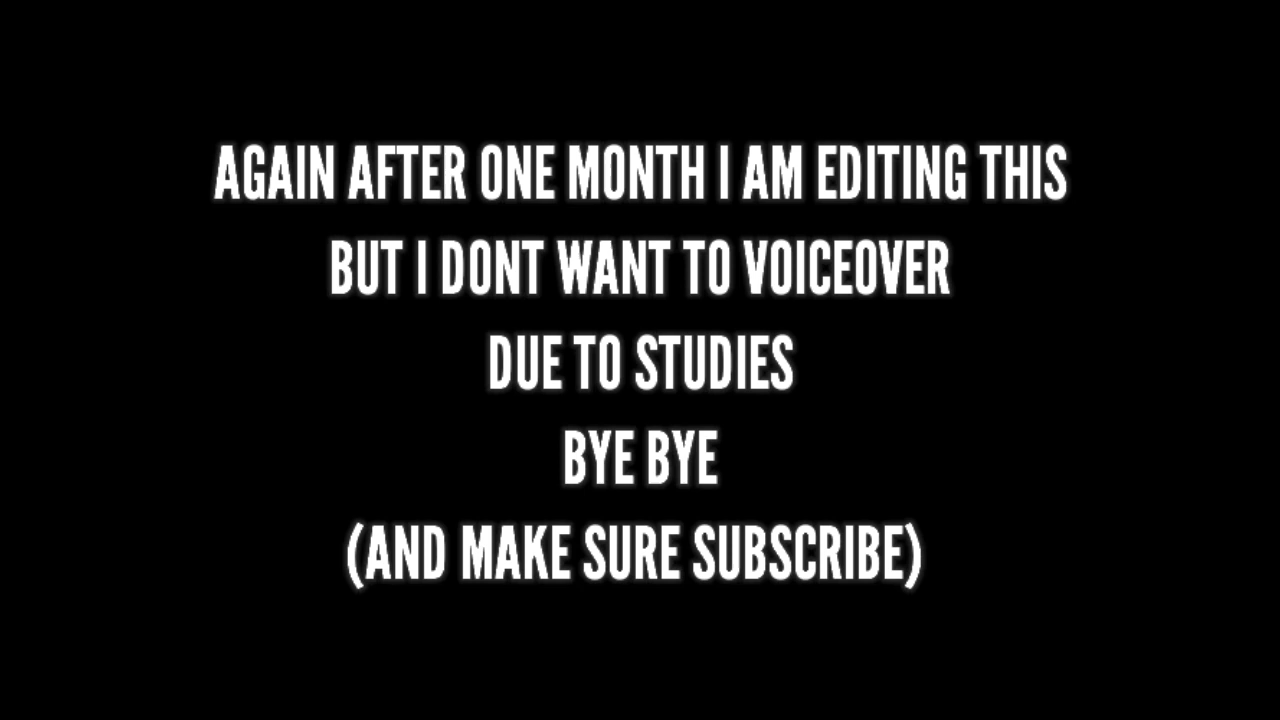 AGAIN AFTER ONE MONTH I AM EDITING THIS
BUT I DONT WANT TO VOICEOVER
DUE TO STUDIES
BYE BYE
(AND MAKE SURE SUBSCRIBE)